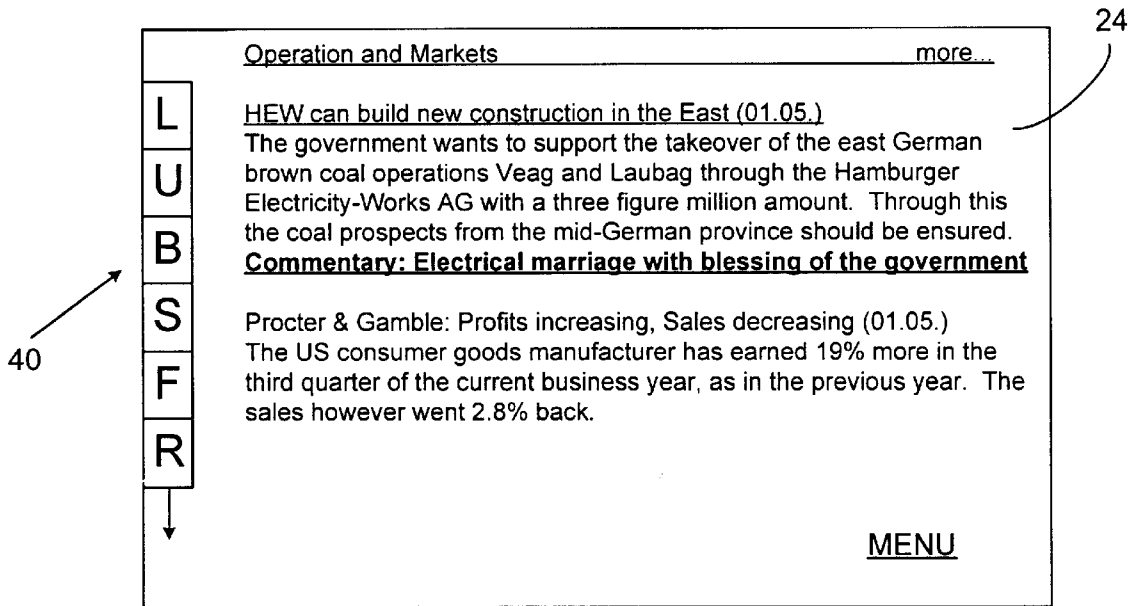 24
Operation and Markets more...
L
U
B
S
F
R
40
HEW can build new construction in the East (01.05.)
The government wants to support the takeover of the east German
brown coal operations Veag and Laubag through the Hamburger
Electricity-Works AG with a three figure million amount. Through this
the coal prospects from the mid-German province should be ensured.
Commentary: Electrical marriage with blessing of the government
Procter & Gamble: Profits increasing, Sales decreasing (01.05.)
The US consumer goods manufacturer has earned 19% more in the
third quarter of the current business year, as in the previous year. The
sales however went 2.8% back.
MENU